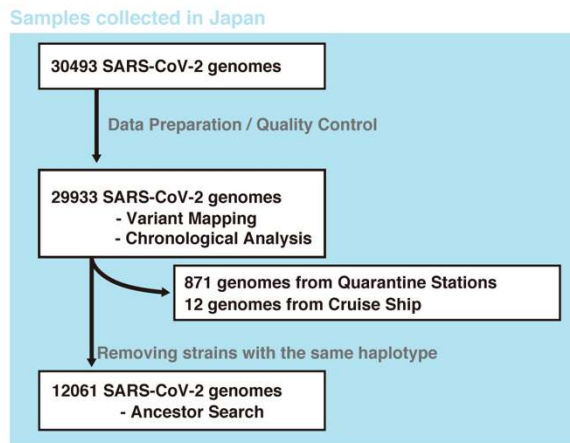 Samples collected in Japan
30493 SARS-CoV-2 genomes
Data Preparation / Quality Control
29933 SARS-CoV-2 genomes
- Variant Mapping
- Chronological Analysis
871 genomes from Quarantine Stations
12 genomes from Cruise Ship
Removing strains with the same haplotype
12061 SARS-CoV-2 genomes
- Ancestor Search